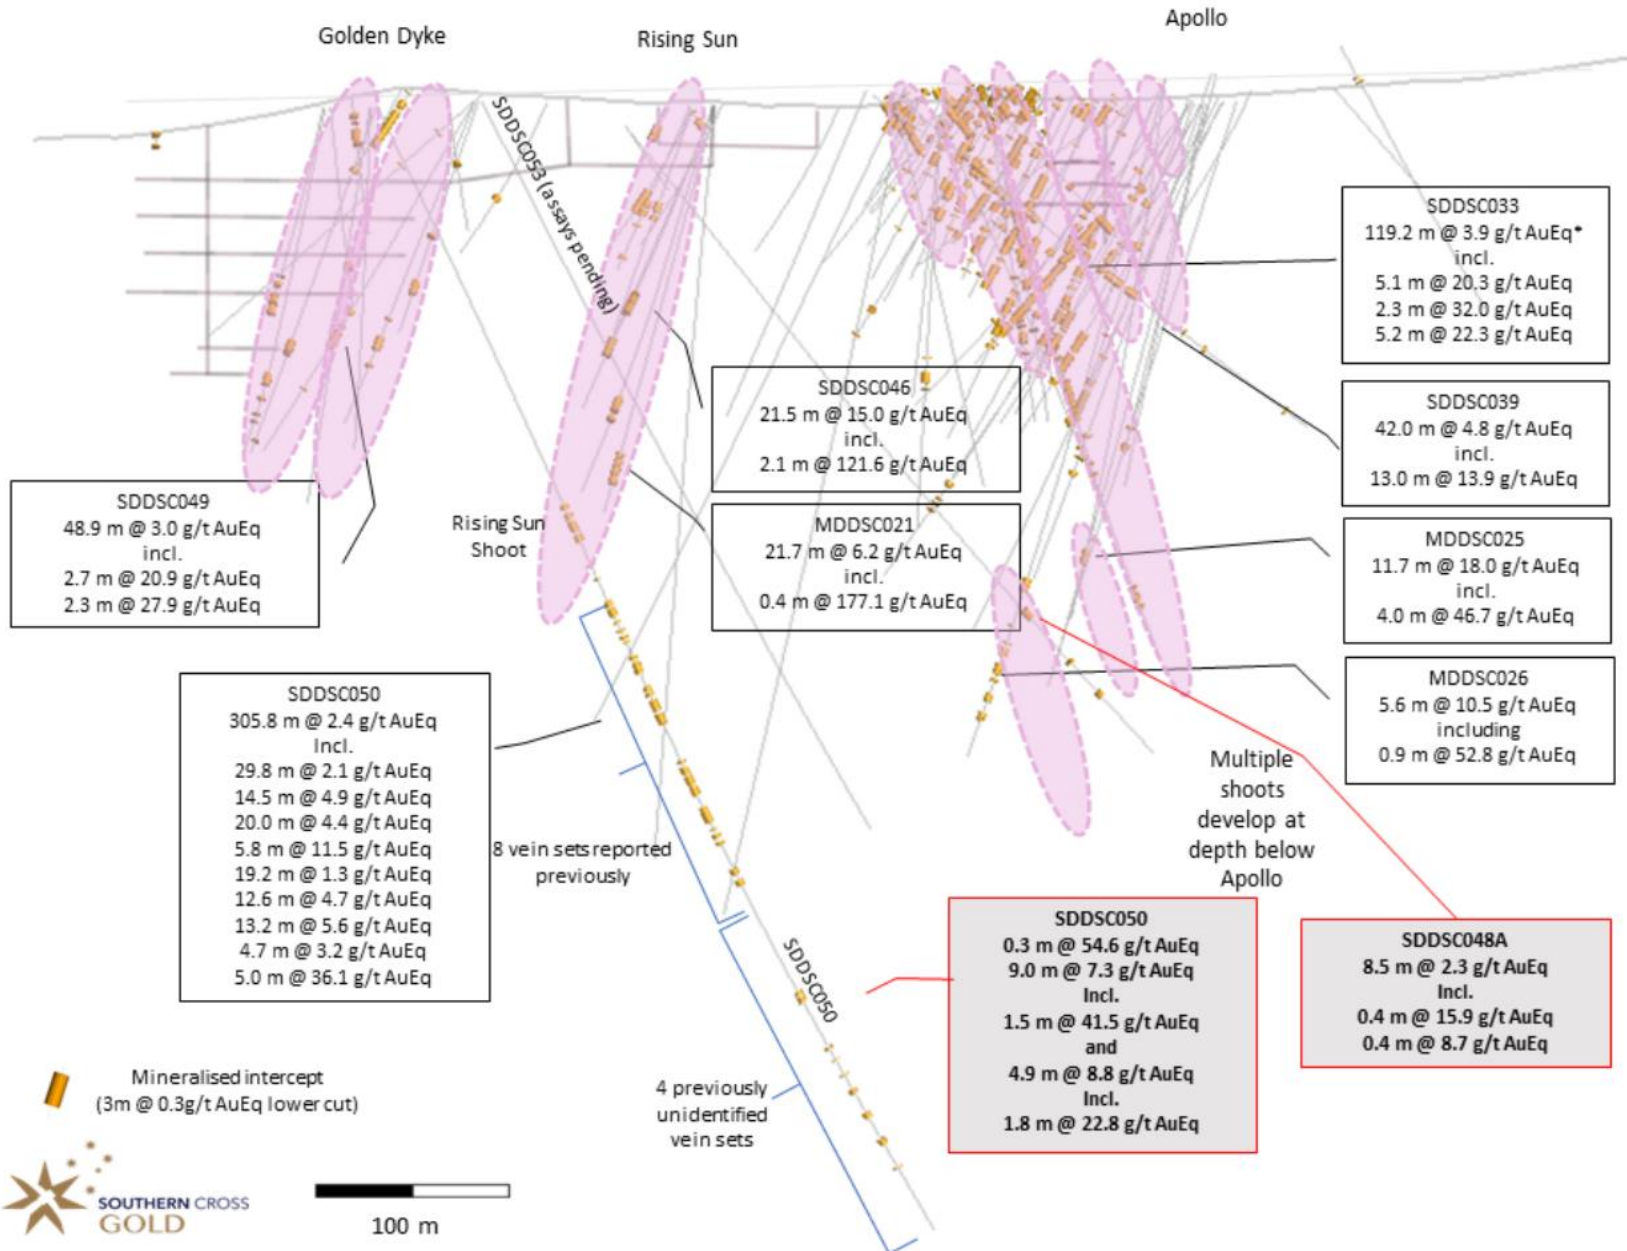 Golden Dyke
Rising Sun
Apollo
SDDSC053 (assays pending)
SDDSC033
119.2 m @ 3.9 g/t AuEq*
incl.
5.1 m @ 20.3 g/t AuEq
2.3 m @ 32.0 g/t AuEq
5.2 m @ 22.3 g/t AuEq
SDDSC046
21.5 m @ 15.0 g/t AuEq
incl.
2.1 m @ 121.6 g/t AuEq
SDDSC039
42.0 m @ 4.8 g/t AuEq
incl.
13.0 m @ 13.9 g/t AuEq
SDDSC049
48.9 m @ 3.0 g/t AuEq
incl.
2.7 m @ 20.9 g/t AuEq
2.3 m @ 27.9 g/t AuEq
Rising Sun
Shoot
MDDSC021
21.7 m @ 6.2 g/t AuEq
incl.
0.4 m @ 177.1 g/t AuEq
MDDSC025
11.7 m @ 18.0 g/t AuEq
incl.
4.0 m @ 46.7 g/t AuEq
MDDSC026
5.6 m @ 10.5 g/t AuEq
including
0.9 m @ 52.8 g/t AuEq
SDDSC050
305.8 m @ 2.4 g/t AuEq
Incl.
29.8 m @ 2.1 g/t AuEq
14.5 m @ 4.9 g/t AuEq
20.0 m @ 4.4 g/t AuEq
5.8 m @ 11.5 g/t AuEq
19.2 m @ 1.3 g/t AuEq
12.6 m @ 4.7 g/t AuEq
13.2 m @ 5.6 g/t AuEq
4.7 m @ 3.2 g/t AuEq
5.0 m @ 36.1 g/t AuEq
8 vein sets reported
previously
Multiple
shoots
develop at
depth below
Apollo
SDDSC050
SDDSC050
0.3 m @ 54.6 g/t AuEq
9.0 m @ 7.3 g/t AuEq
Incl.
1.5 m @ 41.5 g/t AuEq
and
4.9 m @ 8.8 g/t AuEq
Incl.
1.8 m @ 22.8 g/t AuEq
SDDSC048A
8.5 m @ 2.3 g/t AuEq
Incl.
0.4 m @ 15.9 g/t AuEq
0.4 m @ 8.7 g/t AuEq
4 previously
unidentified
vein sets
Mineralised intercept
(3m @ 0.3g/t AuEq lower cut)
SOUTHERN CROSS
GOLD
100 m